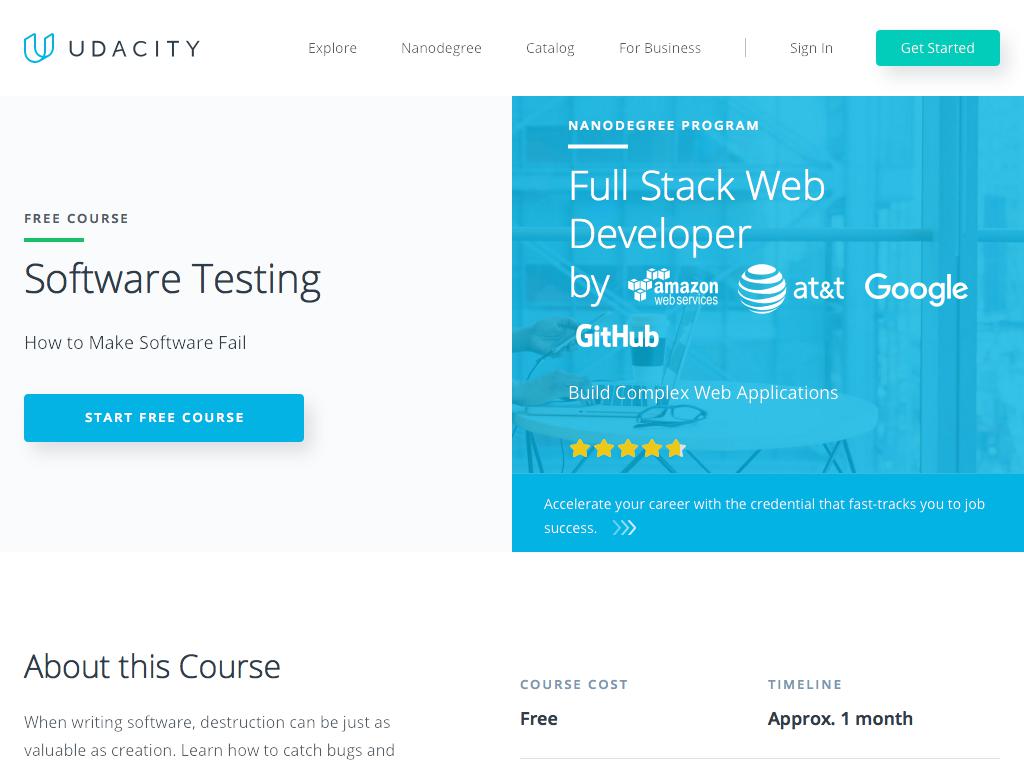 UDACITY
Explore
Nanodegree
Catalog
For Business
Sign In
Get Started
FREE COURSE
Software Testing
How to Make Software Fail
START FREE COURSE
NANODEGREE PROGRAM
Full Stack Web
Developer
by amazon webservices at&t Google
GitHub
Build Complex Web Applications
Accelerate your career with the credential that fast-tracks you to job
success.
About this Course
When writing software, destruction can be just as
valuable as creation. Learn how to catch bugs and
COURSE COST
Free
TIMELINE
Approx. 1 month